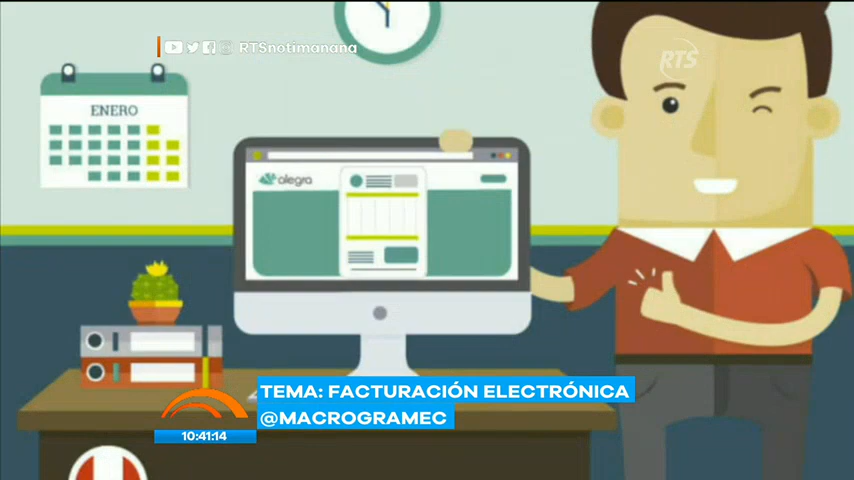 RTSnotimanana
RTS
ENERO
alegra
TEMA: FACTURACIÓN ELECTRÓNICA
@MACROGRAMEC
10:41:14